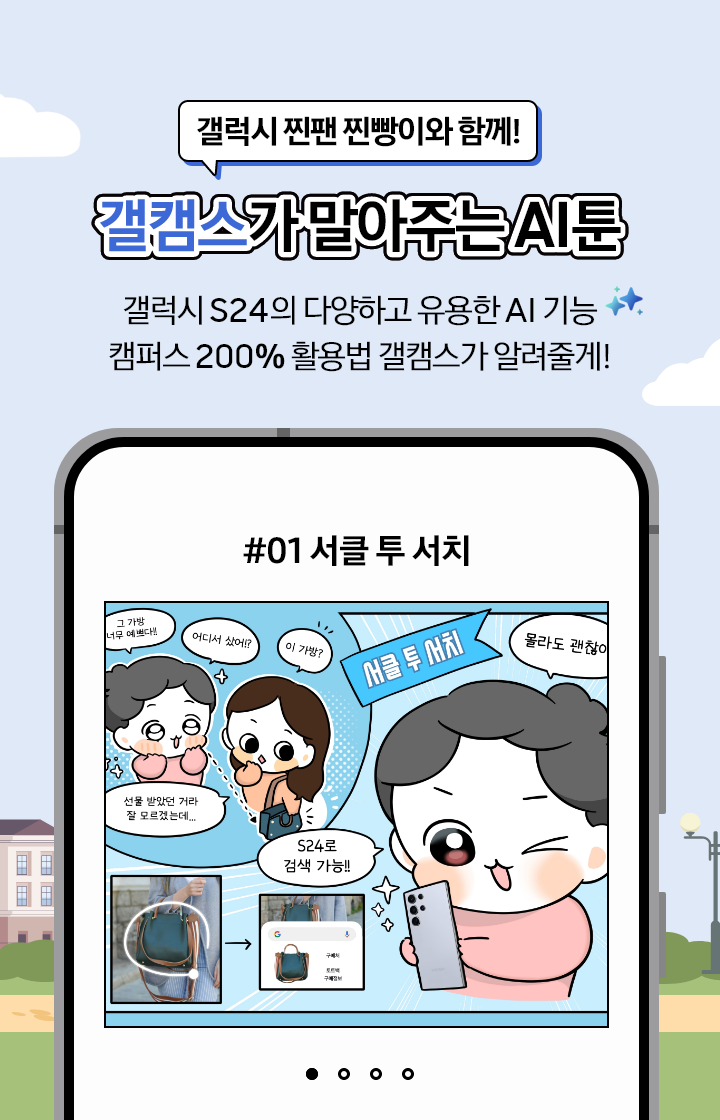 갤럭시 찐팬 찐빵이와 함께!
갤캠스가 말아주는 AI툰
갤럭시 S24의 다양하고 유용한 AI 기능
캠퍼스 200% 활용법 갤캠스가 알려줄게!
#01 서클 투 서치
그 가방
너무 예쁘다!!
어디서 샀어!?
이 가방?
서클 투 서치
몰라도 괜찮아
선물 받았던 거라
잘 모르겠는데...
S24로
검색 가능!!
구매처
토트백
구매정보